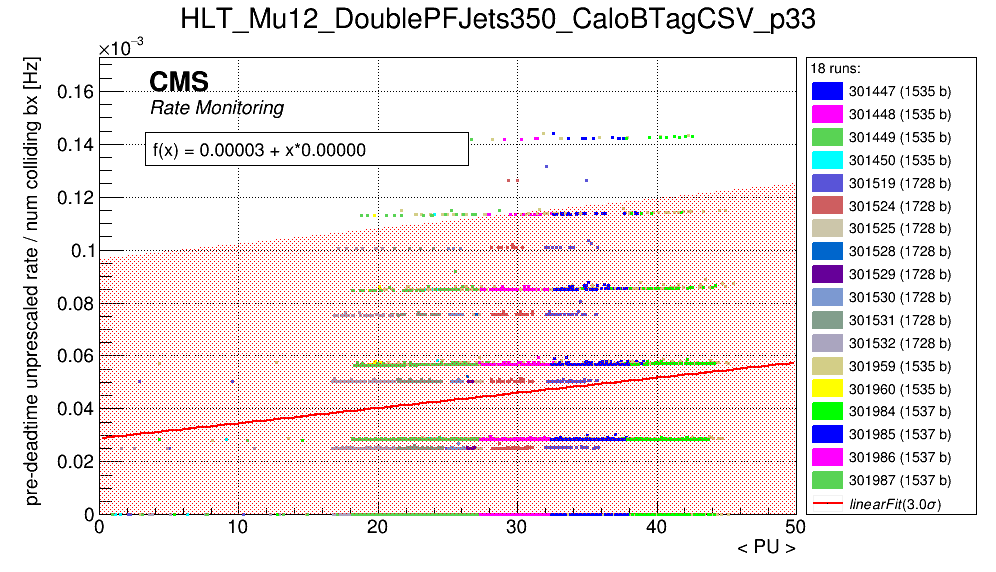 HLT_Mu12_DoublePFJets350_CaloBTagCSV_p33
×10⁻³
pre-deadtime unprescaled rate / num colliding bx [Hz]
CMS
Rate Monitoring
f(x) = 0.00003 + x*0.00000
0.16
0.14
0.12
0.1
0.08
0.06
0.04
0.02
0
0 10 20 30 40 50
< PU >
18 runs:
301447 (1535 b)
301448 (1535 b)
301449 (1535 b)
301450 (1535 b)
301519 (1728 b)
301524 (1728 b)
301525 (1728 b)
301528 (1728 b)
301529 (1728 b)
301530 (1728 b)
301531 (1728 b)
301532 (1728 b)
301959 (1535 b)
301960 (1535 b)
301984 (1537 b)
301985 (1537 b)
301986 (1537 b)
301987 (1537 b)
linearFit(3.0σ)